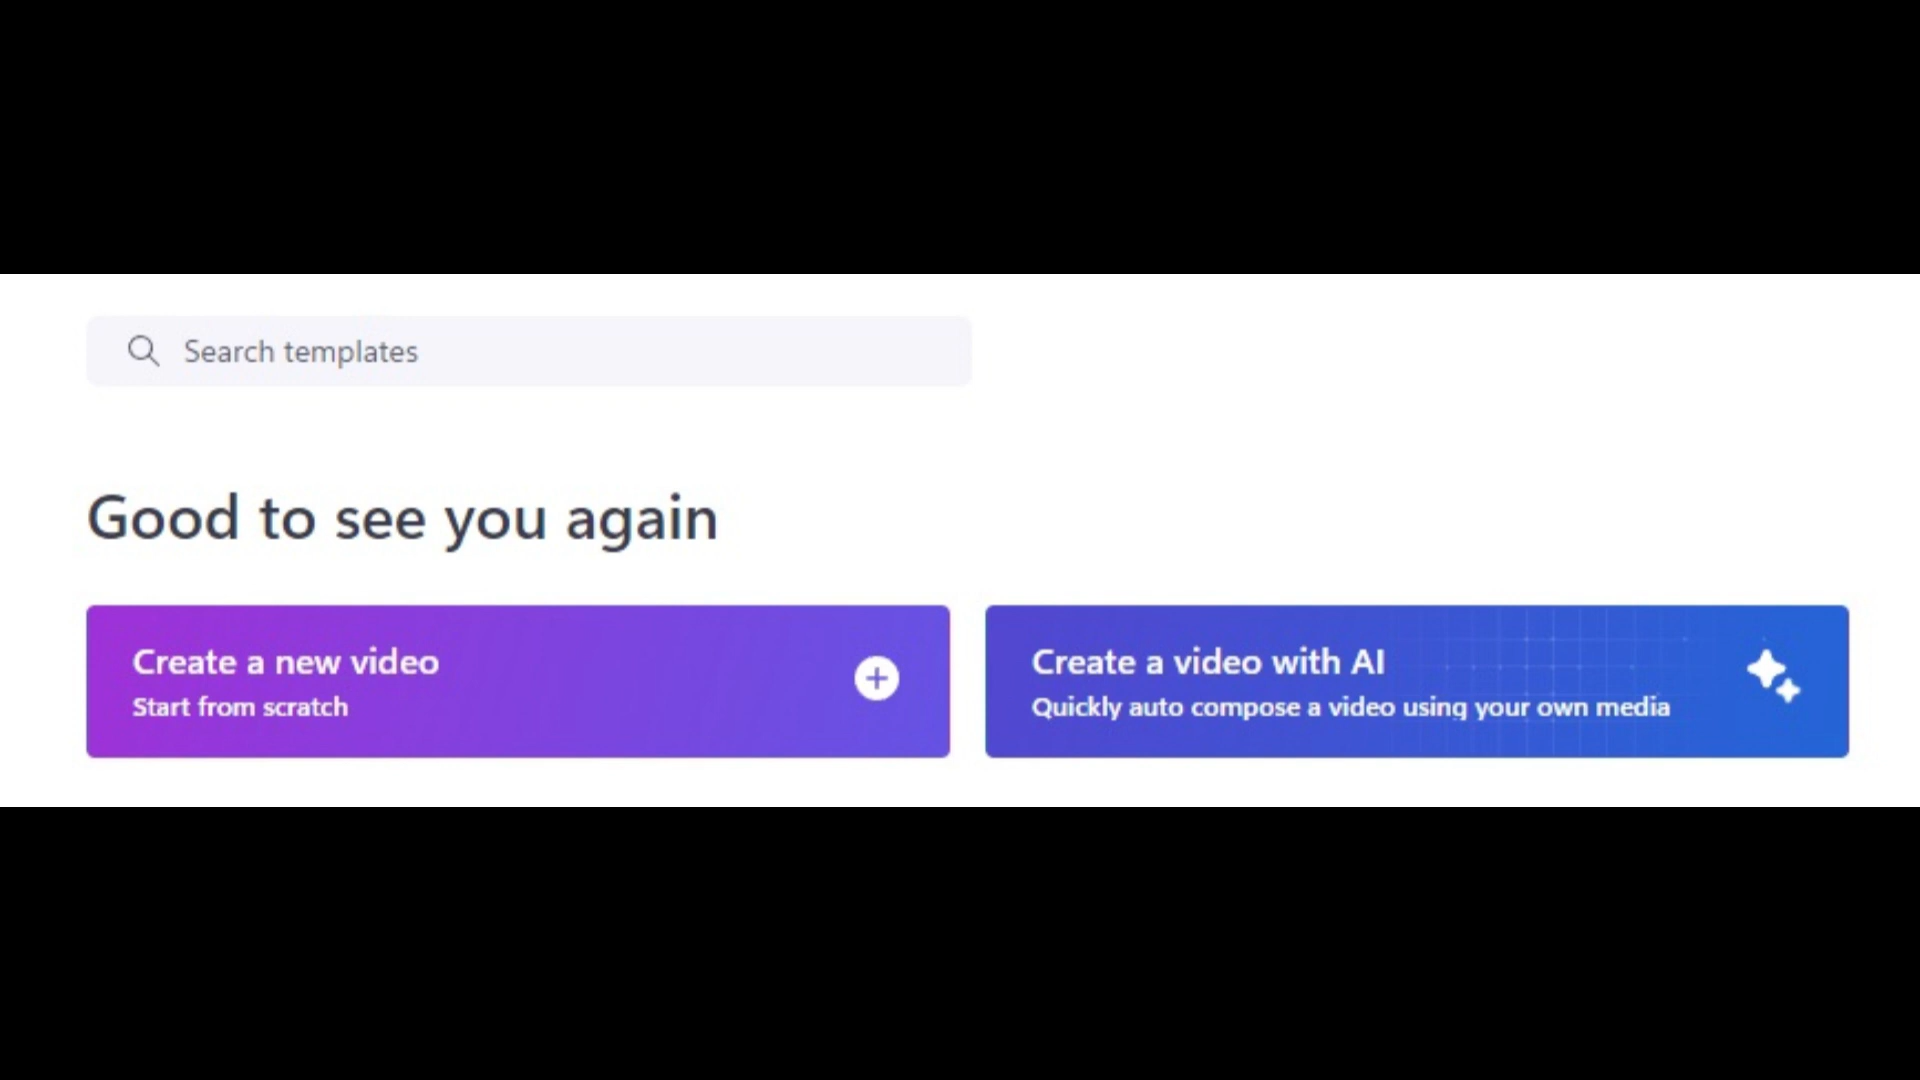 Search templates
Good to see you again
Create a new video
Start from scratch
Create a video with AI
Quickly auto compose a video using your own media